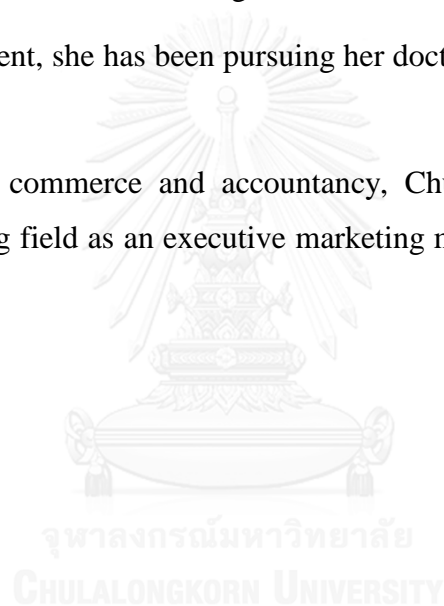 ent, she has been pursuing her doct
commerce and accountancy, Ch
g field as an executive marketing
จุฬาลงกรณ์มหาวิทยาลัย
CHULALONGKORN UNIVERSITY